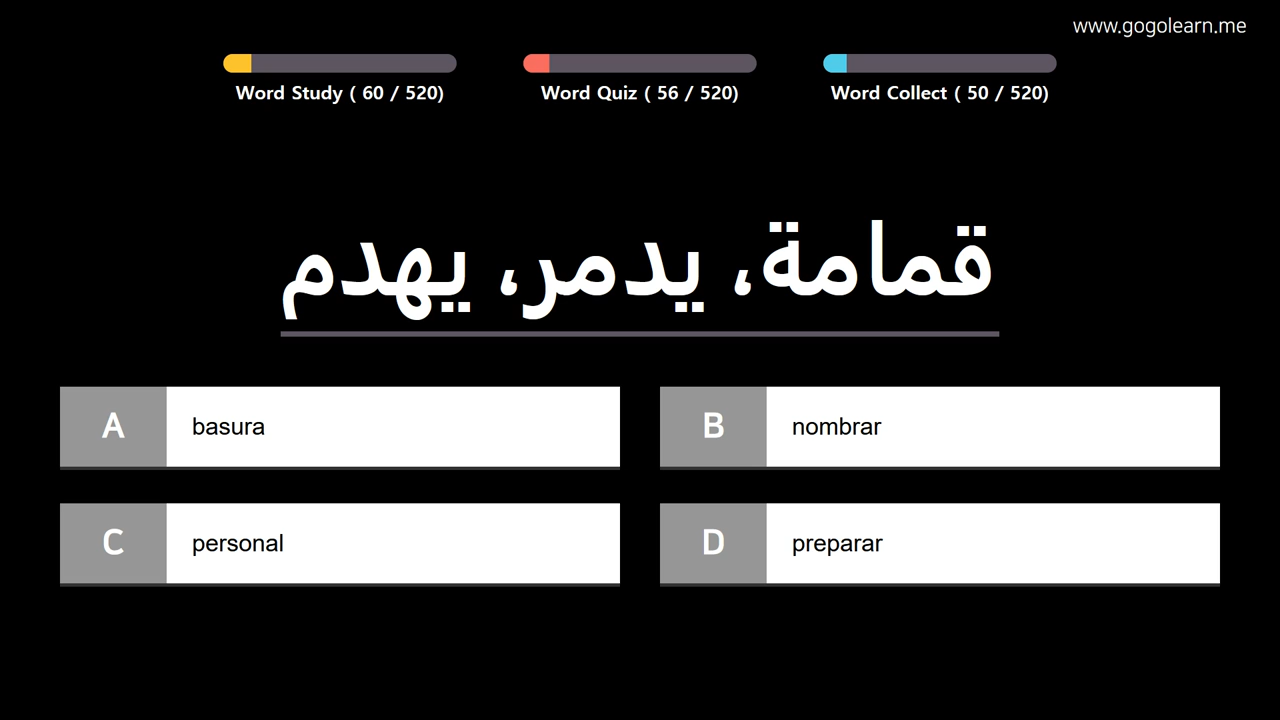 www.gogolearn.me
Word Study ( 60 / 520)
Word Quiz ( 56 / 520)
Word Collect ( 50 / 520)
قمامة، يدمر، يهدم
A basura
B nombrar
C personal
D preparar